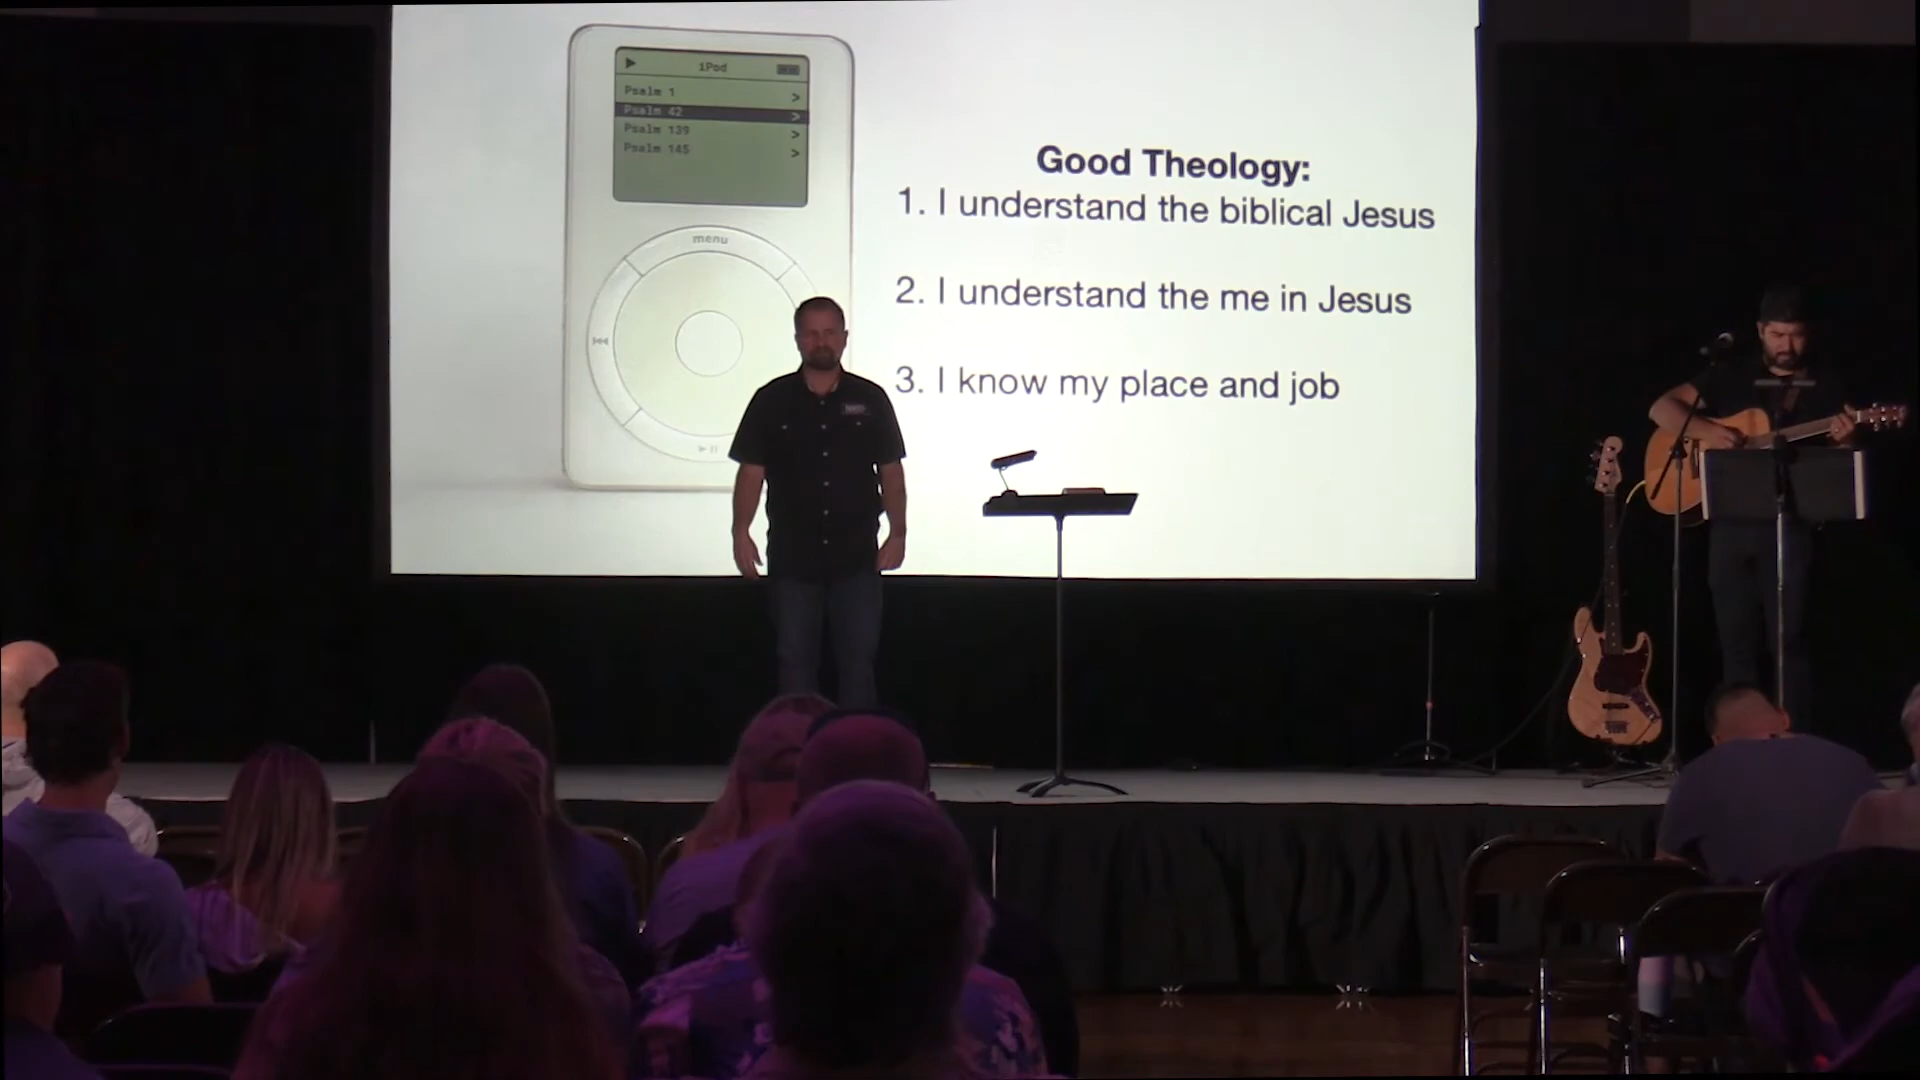 iPod
Psalm 1 >
Psalm 42 >
Psalm 139 >
Psalm 145 >
menu
Good Theology:
1. I understand the biblical Jesus
2. I understand the me in Jesus
3. I know my place and job